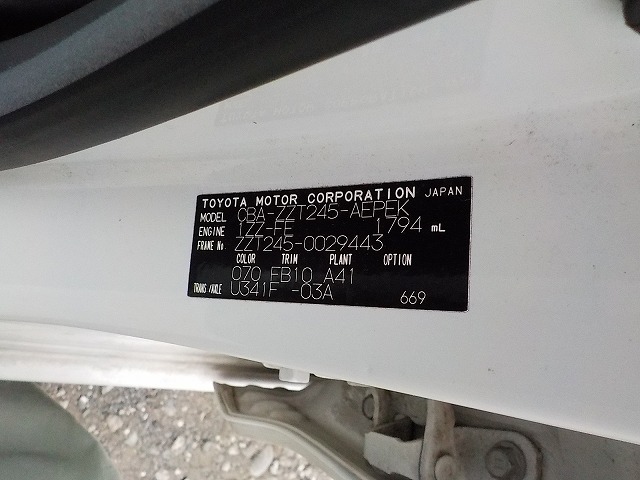 TOYOTA MOTOR CORPORATION JAPAN
MODEL CBA-ZZT245-AEPEK
ENGINE 1ZZ-FE 1794 mL
FRAME No. ZZT245-0029443
COLOR TRIM PLANT OPTION
070 FB10 A41
TRANS./AXLE U341F -03A 669